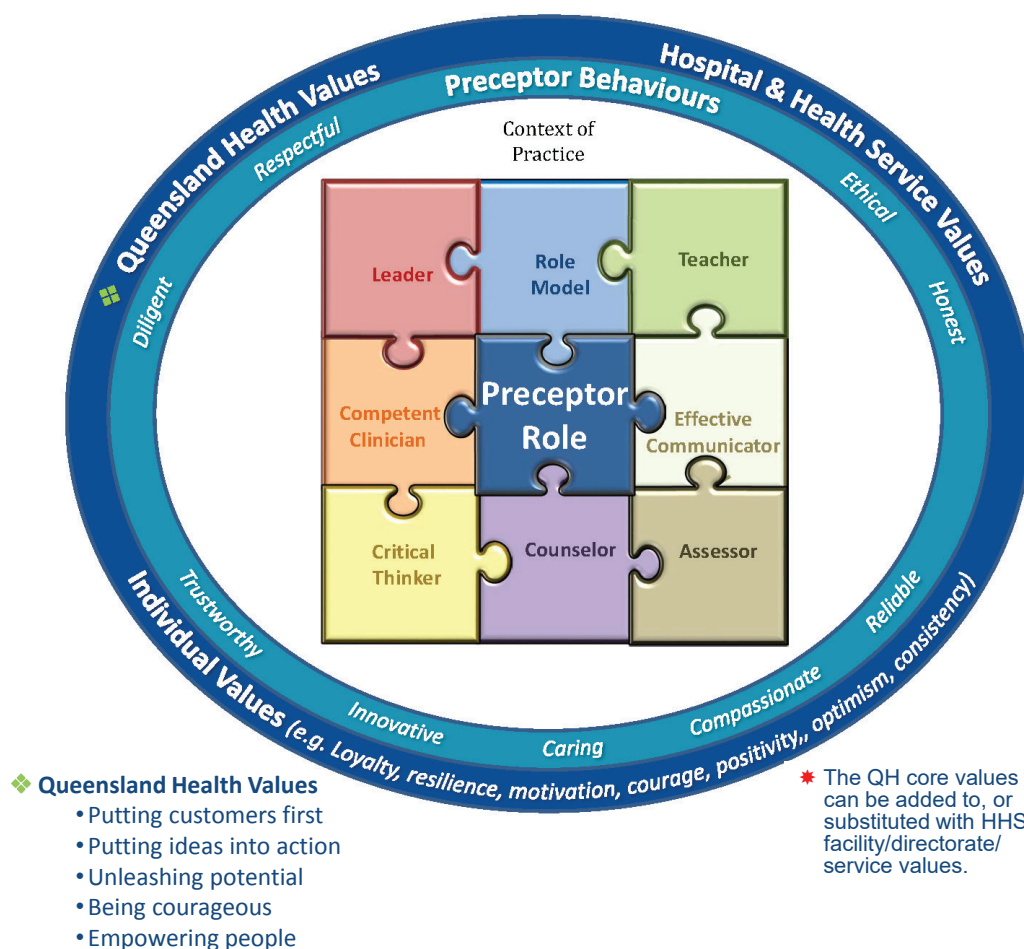 Queensland Health Values
Hospital & Health Service Values
Preceptor Behaviours
Respectful
Ethical
Diligent
Honest
Context of
Practice
Leader
Role
Model
Teacher
Competent
Clinician
Preceptor
Role
Effective
Communicator
Critical
Thinker
Counselor
Assessor
Trustworthy
Reliable
Innovative
Caring
Compassionate
Individual Values (e.g. Loyalty, resilience, motivation, courage, positivity,, optimism, consistency)
❖ Queensland Health Values
• Putting customers first
• Putting ideas into action
• Unleashing potential
• Being courageous
• Empowering people
✷ The QH core values
can be added to, or
substituted with HHS
facility/directorate/
service values.